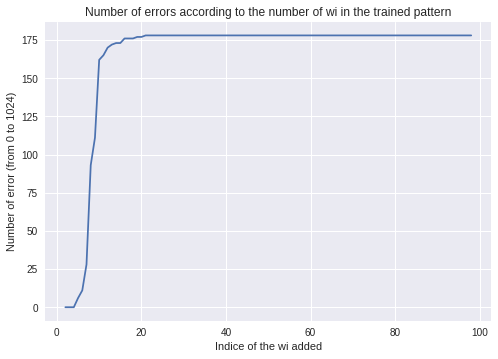 Number of errors according to the number of wi in the trained pattern
Number of error (from 0 to 1024)
175
150
125
100
75
50
25
0
0 20 40 60 80 100
Indice of the wi added